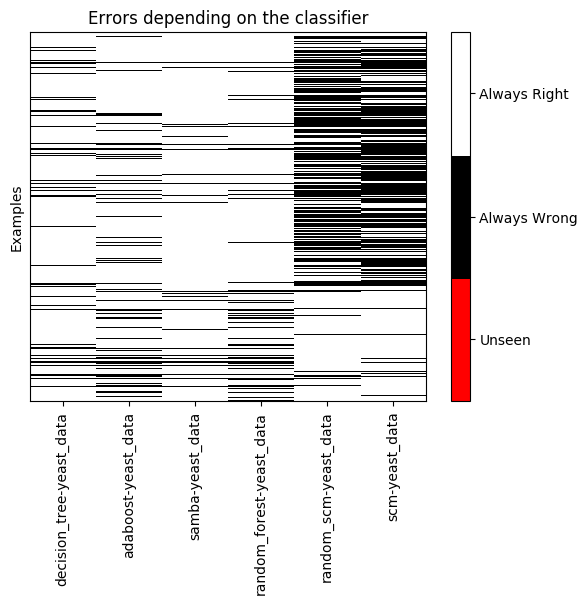 Errors depending on the classifier
Examples
Always Right
Always Wrong
Unseen
decision_tree-yeast_data
adaboost-yeast_data
samba-yeast_data
random_forest-yeast_data
random_scm-yeast_data
scm-yeast_data